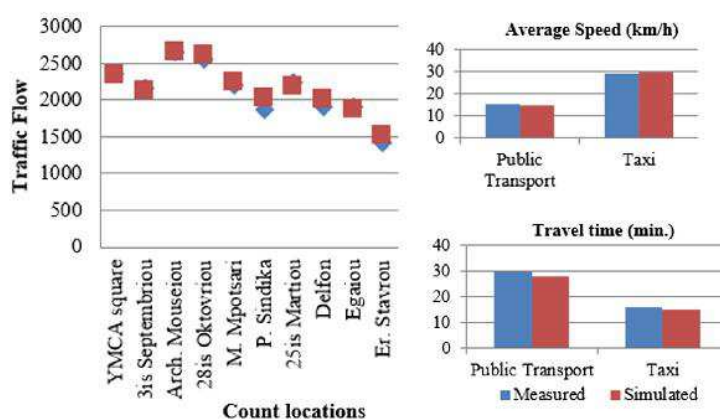 3000
2500
2000
1500
1000
500
0
Traffic Flow
YMCA square
3is Septembriou
Arch. Mouseiou
28is Oktovriou
M. Mpotsari
P. Sindika
25is Martiou
Delfon
Egaiou
Er. Stavrou
Count locations
Average Speed (km/h)
40
30
20
10
0
Public
Transport
Taxi
Travel time (min.)
40
30
20
10
0
Public Transport
Taxi
Measured
Simulated